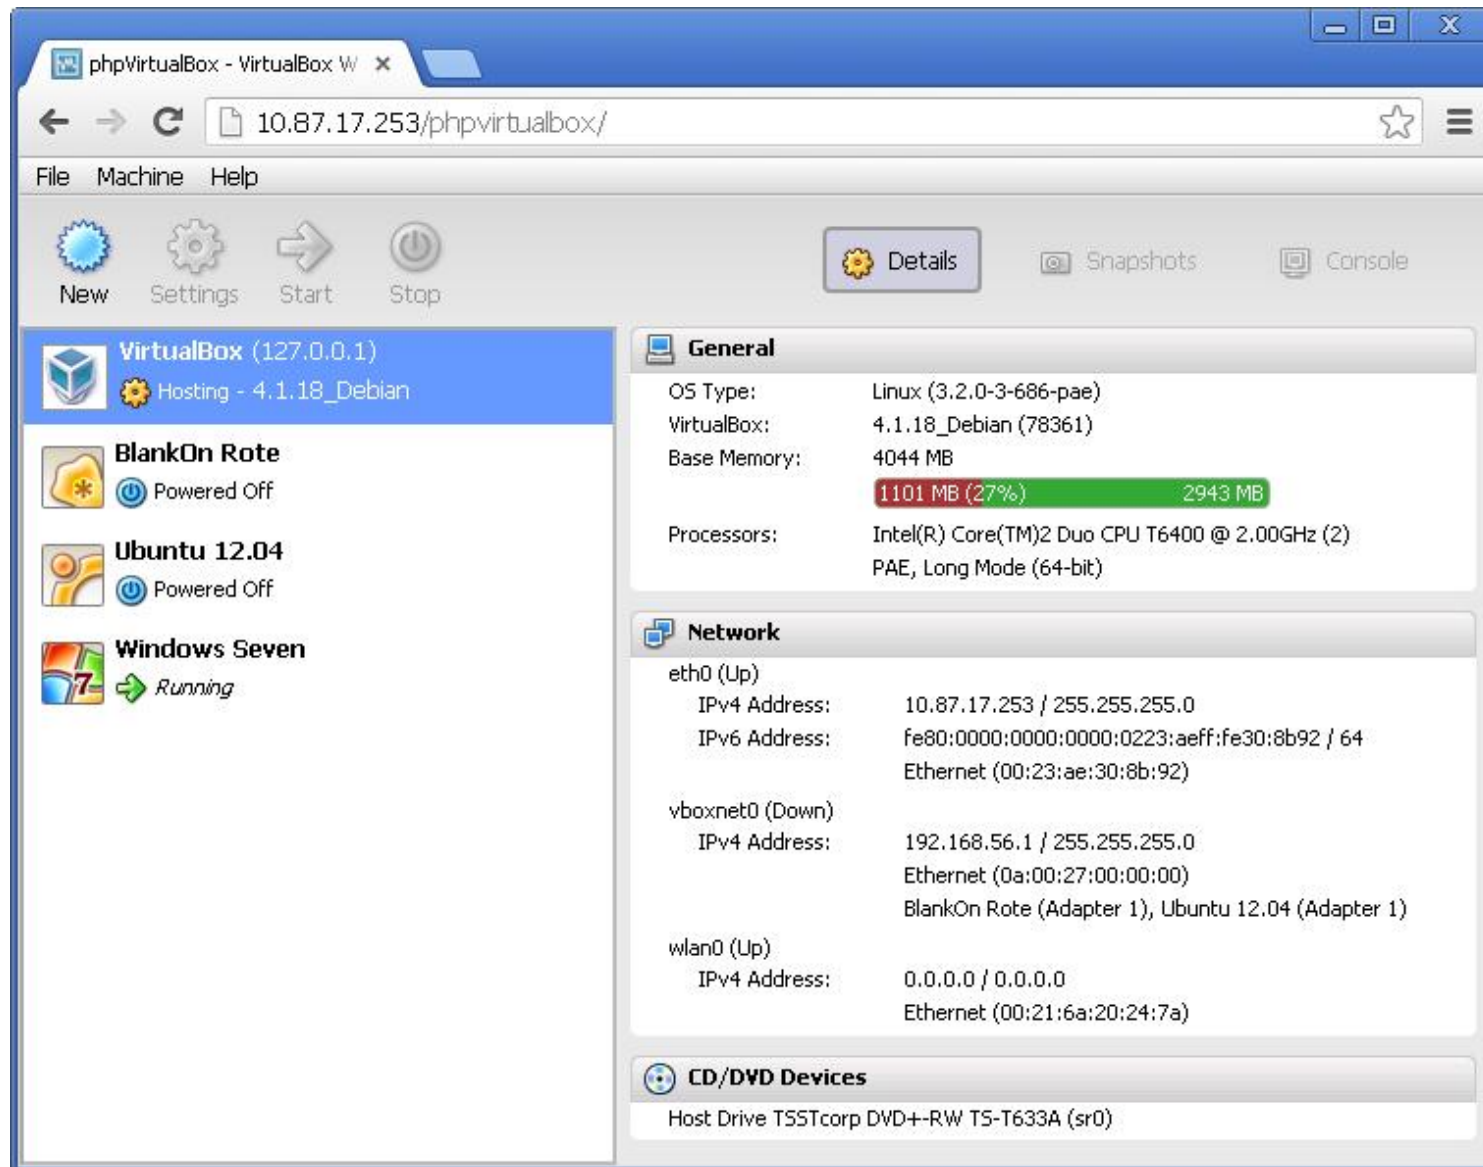 phpVirtualBox - VirtualBox W
10.87.17.253/phpvirtualbox/
File Machine Help
New Settings Start Stop Details Snapshots Console
VirtualBox (127.0.0.1)
Hosting - 4.1.18_Debian
BlankOn Rote
Powered Off
Ubuntu 12.04
Powered Off
Windows Seven
Running
7
General
OS Type: Linux (3.2.0-3-686-pae)
VirtualBox: 4.1.18_Debian (78361)
Base Memory: 4044 MB
1101 MB (27%) 2943 MB
Processors: Intel(R) Core(TM)2 Duo CPU T6400 @ 2.00GHz (2)
PAE, Long Mode (64-bit)
Network
eth0 (Up)
IPv4 Address: 10.87.17.253 / 255.255.255.0
IPv6 Address: fe80:0000:0000:0000:0223:aeff:fe30:8b92 / 64
Ethernet (00:23:ae:30:8b:92)
vboxnet0 (Down)
IPv4 Address: 192.168.56.1 / 255.255.255.0
Ethernet (0a:00:27:00:00:00)
BlankOn Rote (Adapter 1), Ubuntu 12.04 (Adapter 1)
wlan0 (Up)
IPv4 Address: 0.0.0.0 / 0.0.0.0
Ethernet (00:21:6a:20:24:7a)
CD/DVD Devices
Host Drive TSSTcorp DVD+-RW TS-T633A (sr0)